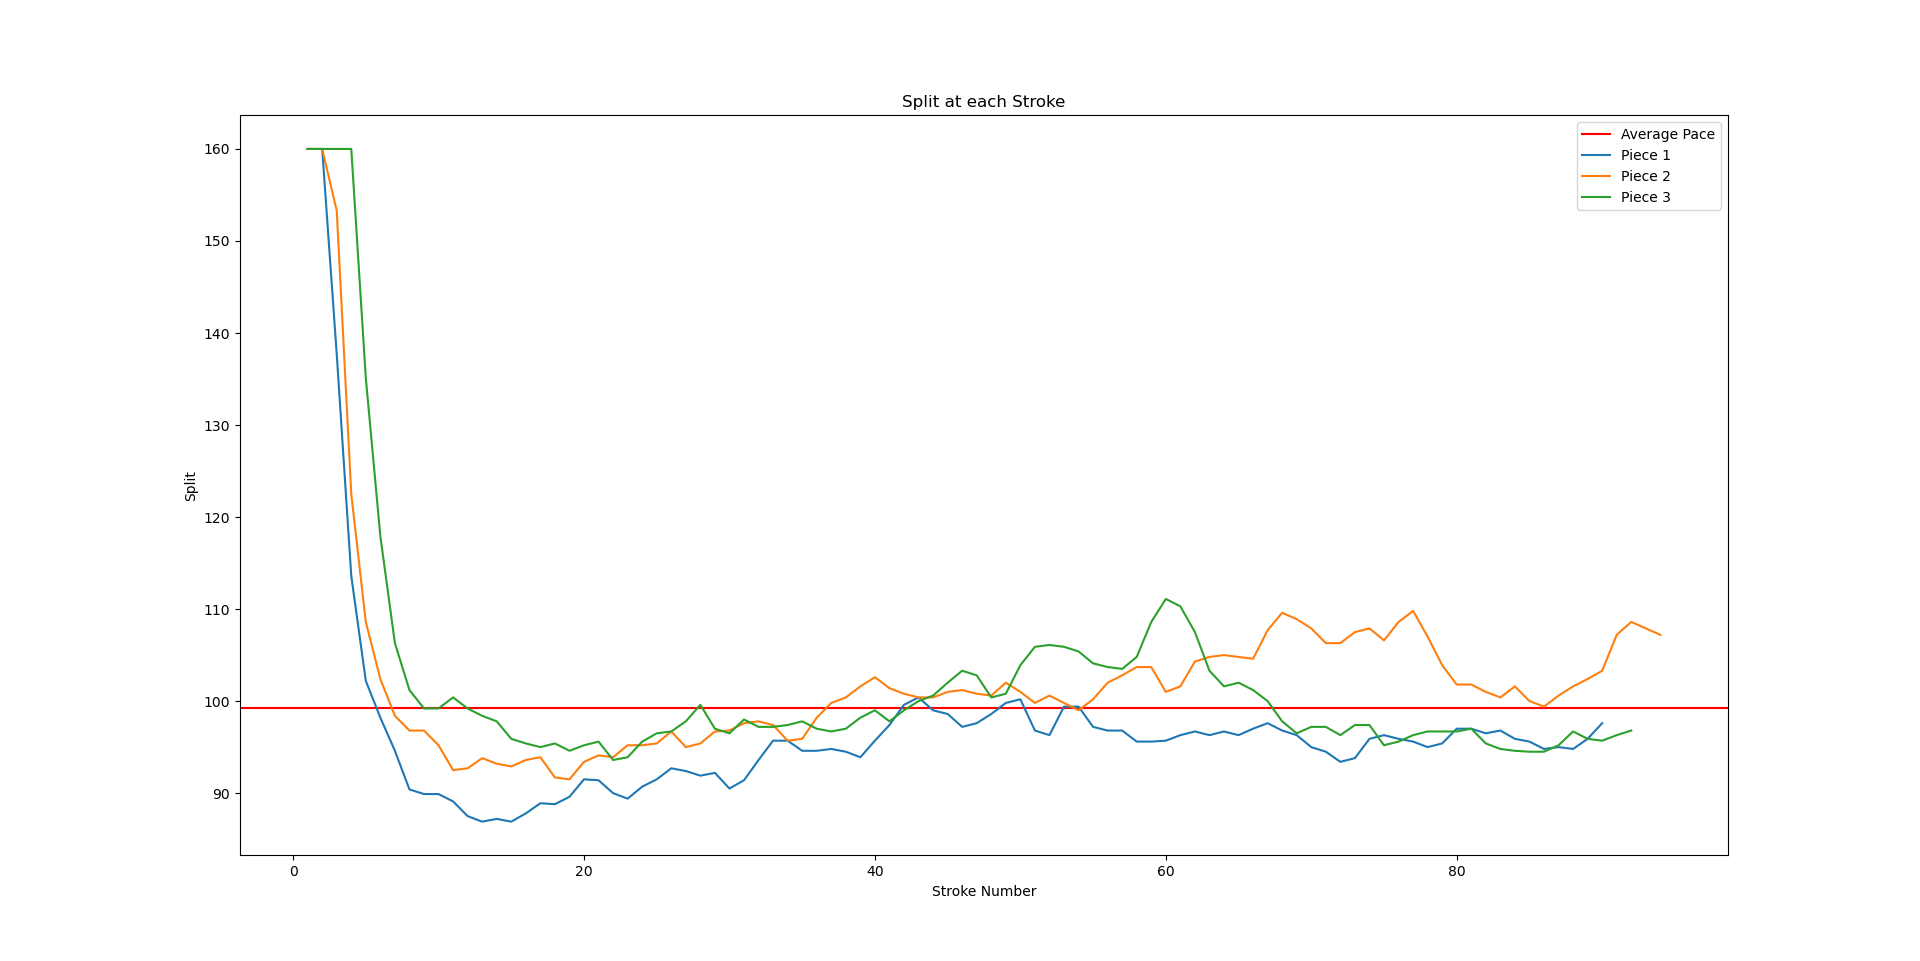 Split at each Stroke
Average Pace
Piece 1
Piece 2
Piece 3
160
150
140
130
120
110
100
90
Split
0 20 40 60 80
Stroke Number